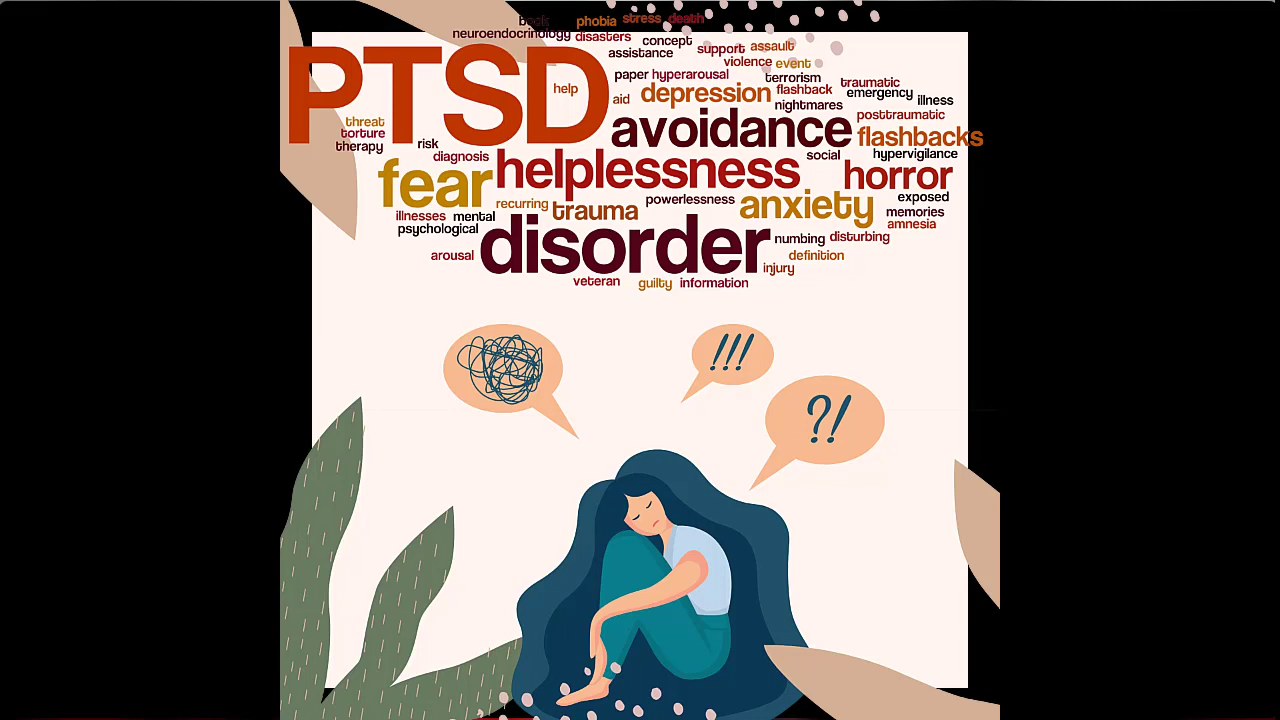 book phobia stress death
neuroendocrinology disasters concept support assault
assistance violence event
PTSD paper hyperarousal terrorism traumatic
help aid depression flashback emergency illness
nightmares
threat avoidance posttraumatic
torture flashbacks
therapy risk social hypervigilance
diagnosis helplessness horror
fear powerlessness exposed
recurring trauma anxiety memories
illnesses mental amnesia
psychological disorder numbing disturbing
arousal definition
injury
veteran guilty information
!!!
?!